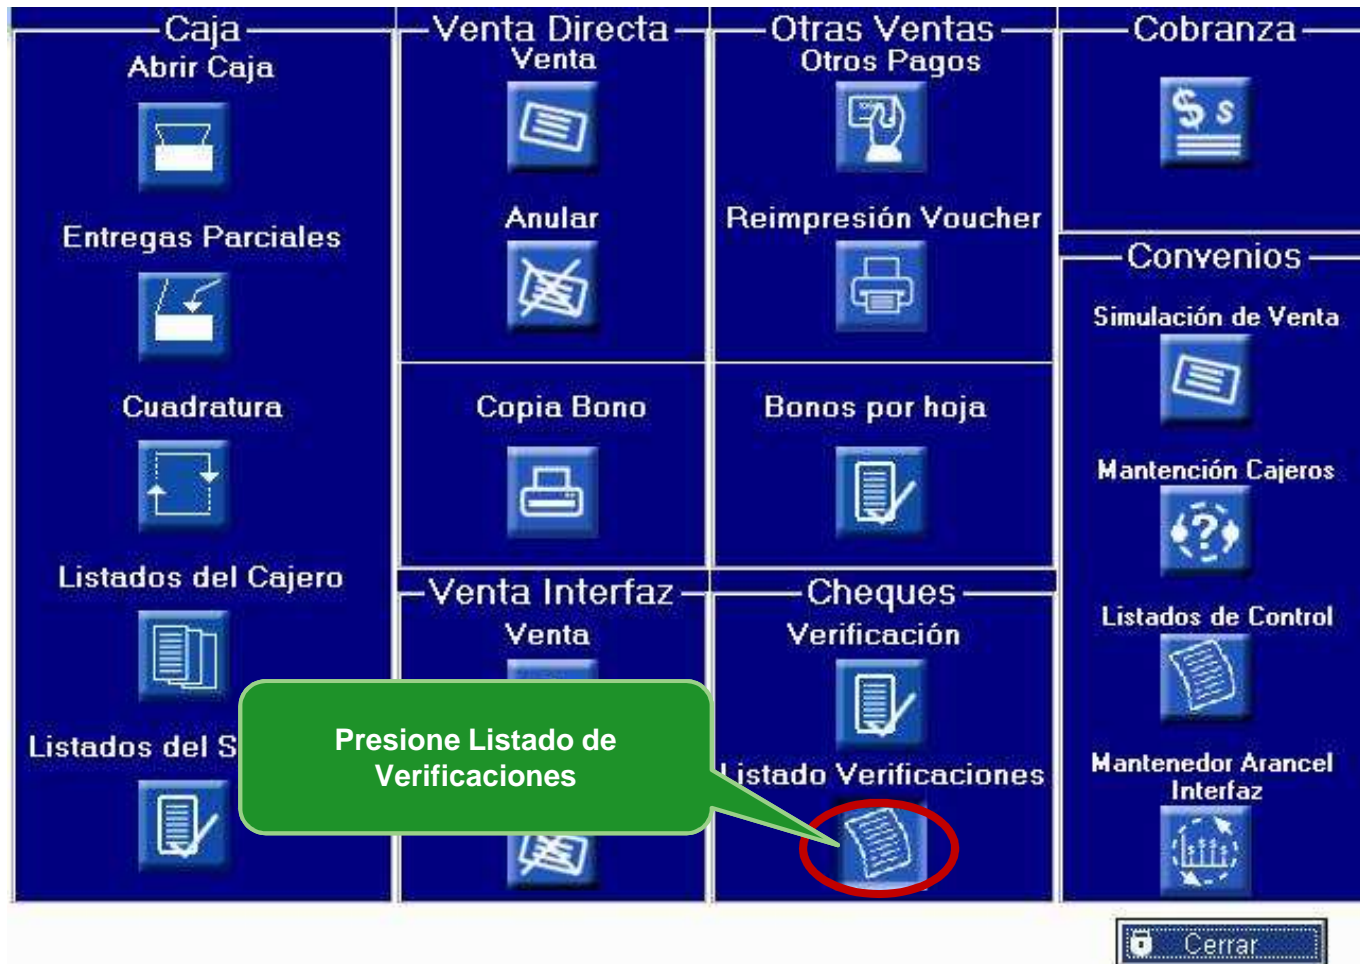 Caja
Abrir Caja
Entregas Parciales
Cuadratura
Listados del Cajero
Listados del S
Venta Directa
Venta
Anular
Copia Bono
Venta Interfaz
Venta
Otras Ventas
Otros Pagos
Reimpresión Voucher
Bonos por hoja
Cheques
Verificación
Listado Verificaciones
Cobranza
$ s
Convenios
Simulación de Venta
Mantención Cajeros
?
Listados de Control
Mantenedor Arancel
Interfaz
Presione Listado de
Verificaciones
Cerrar